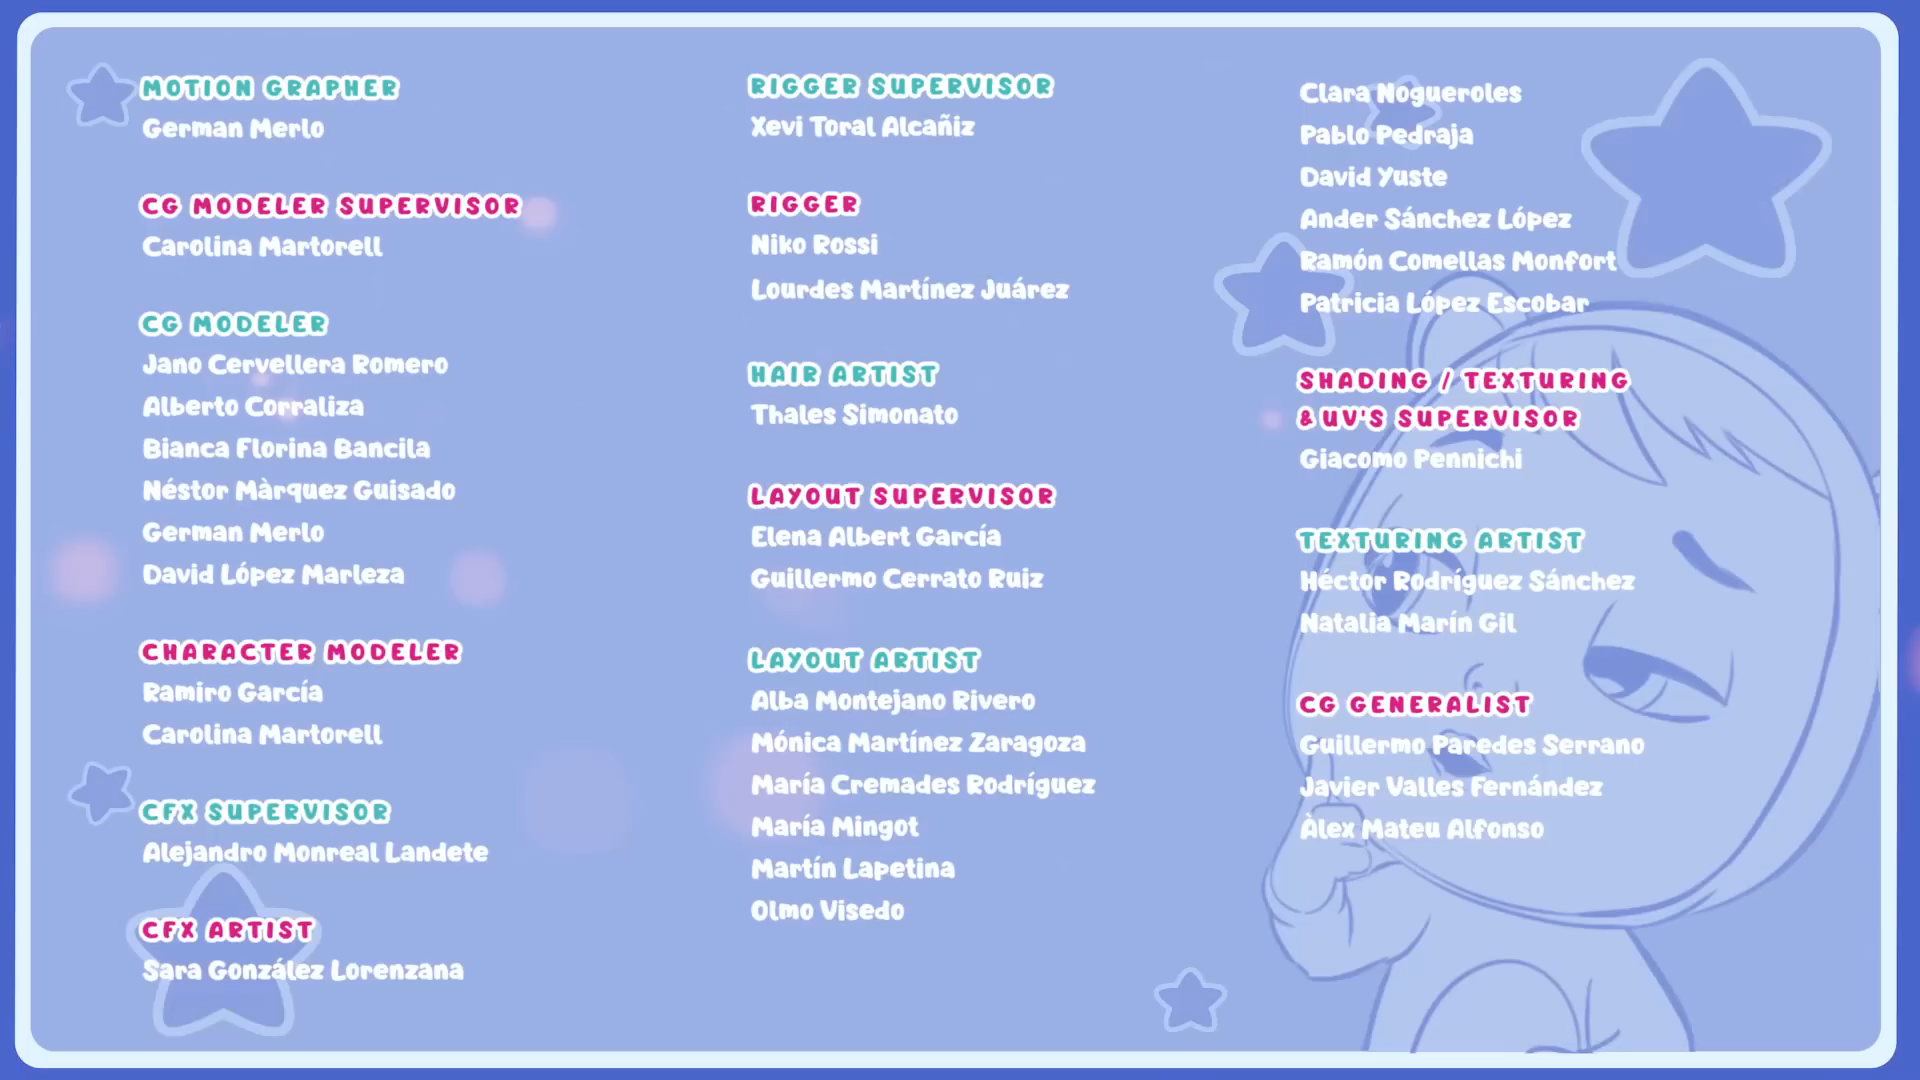 MOTION GRAPHER
German Merlo
CG MODELER SUPERVISOR
Carolina Martorell
CG MODELER
Jano Cervellera Romero
Alberto Corraliza
Bianca Florina Bancila
Néstor Màrquez Guisado
German Merlo
David López Marleza
CHARACTER MODELER
Ramiro García
Carolina Martorell
CFX SUPERVISOR
Alejandro Monreal Landete
CFX ARTIST
Sara González Lorenzana
RIGGER SUPERVISOR
Xevi Toral Alcañiz
RIGGER
Niko Rossi
Lourdes Martínez Juárez
HAIR ARTIST
Thales Simonato
LAYOUT SUPERVISOR
Elena Albert García
Guillermo Cerrato Ruiz
LAYOUT ARTIST
Alba Montejano Rivero
Mónica Martínez Zaragoza
María Cremades Rodríguez
María Mingot
Martín Lapetina
Olmo Visedo
Clara Nogueroles
Pablo Pedraja
David Yuste
Ander Sánchez López
Ramón Comellas Monfort
Patricia López Escobar
SHADING / TEXTURING
& UV'S SUPERVISOR
Giacomo Pennichi
TEXTURING ARTIST
Héctor Rodríguez Sánchez
Natalia Marín Gil
CG GENERALIST
Guillermo Paredes Serrano
Javier Valles Fernández
Àlex Mateu Alfonso